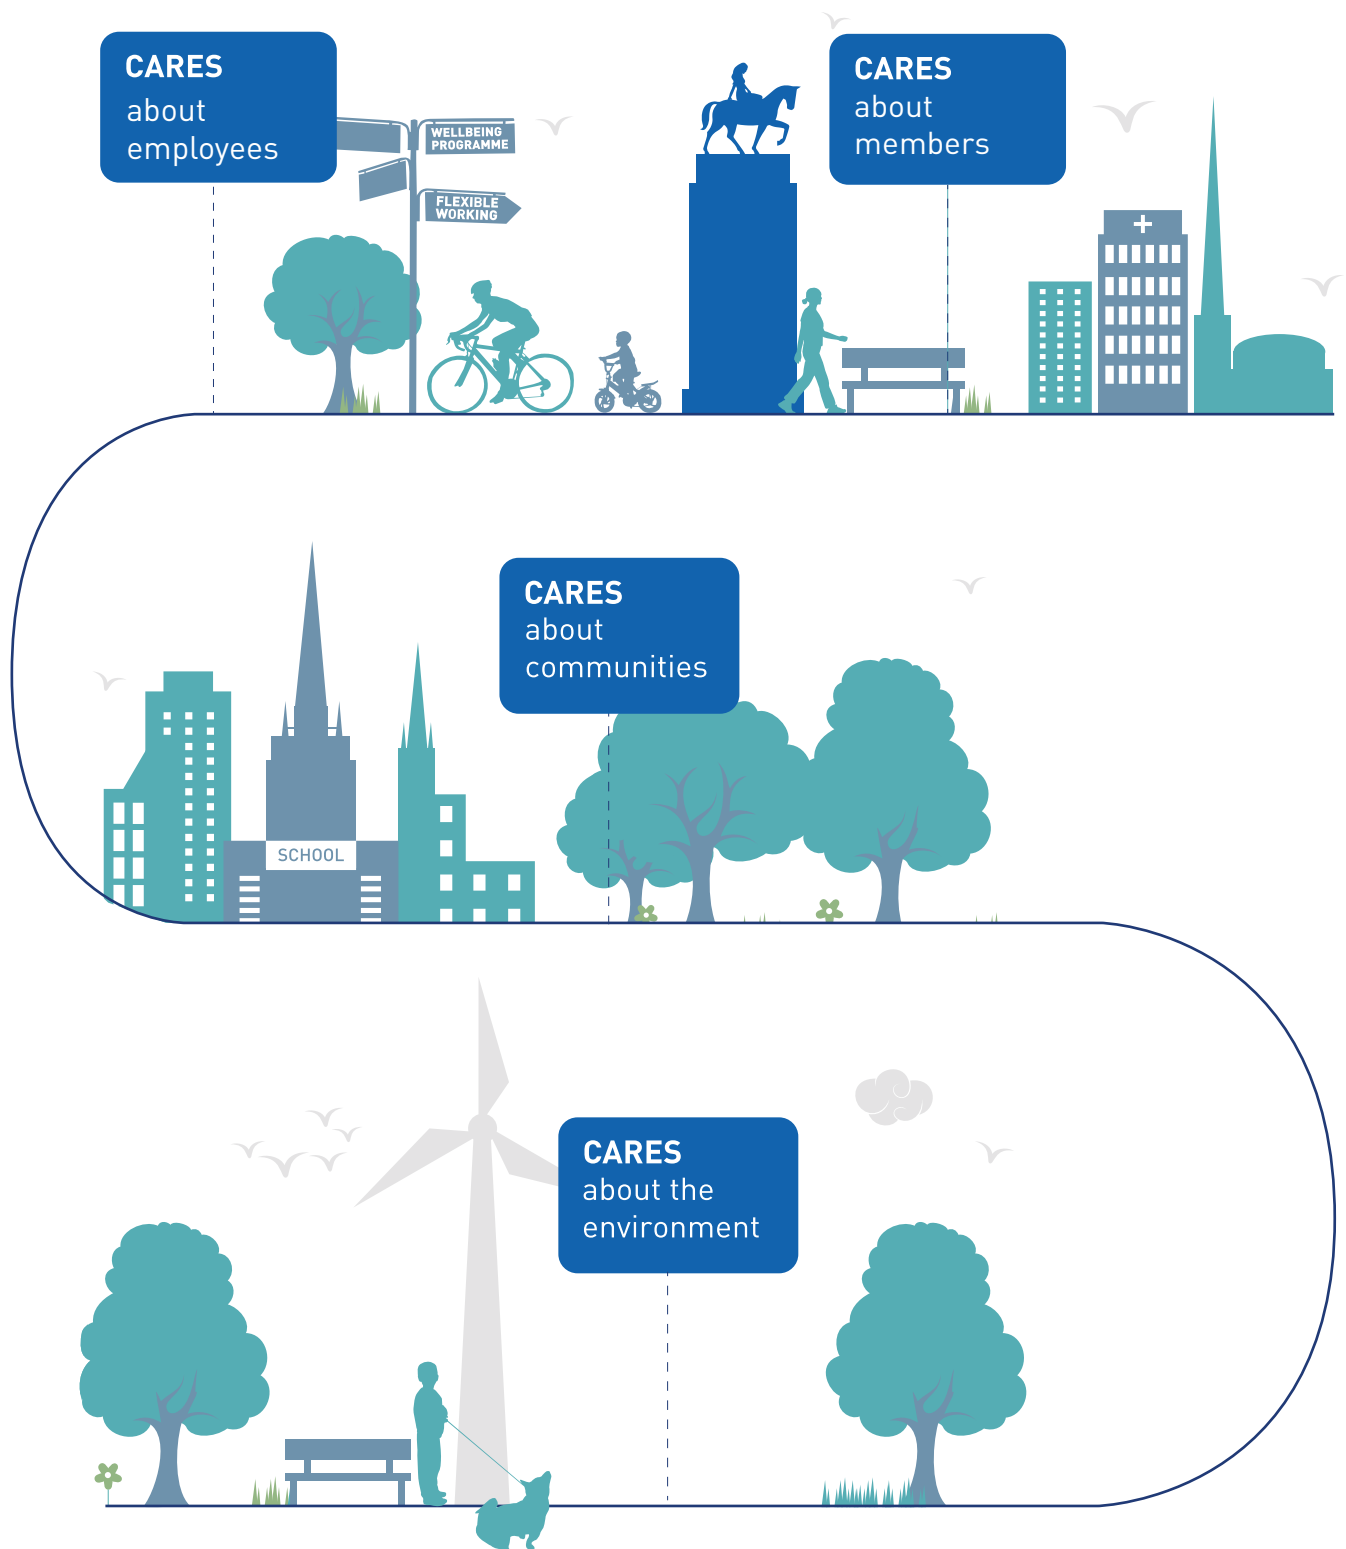 CARES
about
employees
WELLBEING
PROGRAMME
FLEXIBLE
WORKING
CARES
about
members
CARES
about
communities
SCHOOL
CARES
about the
environment